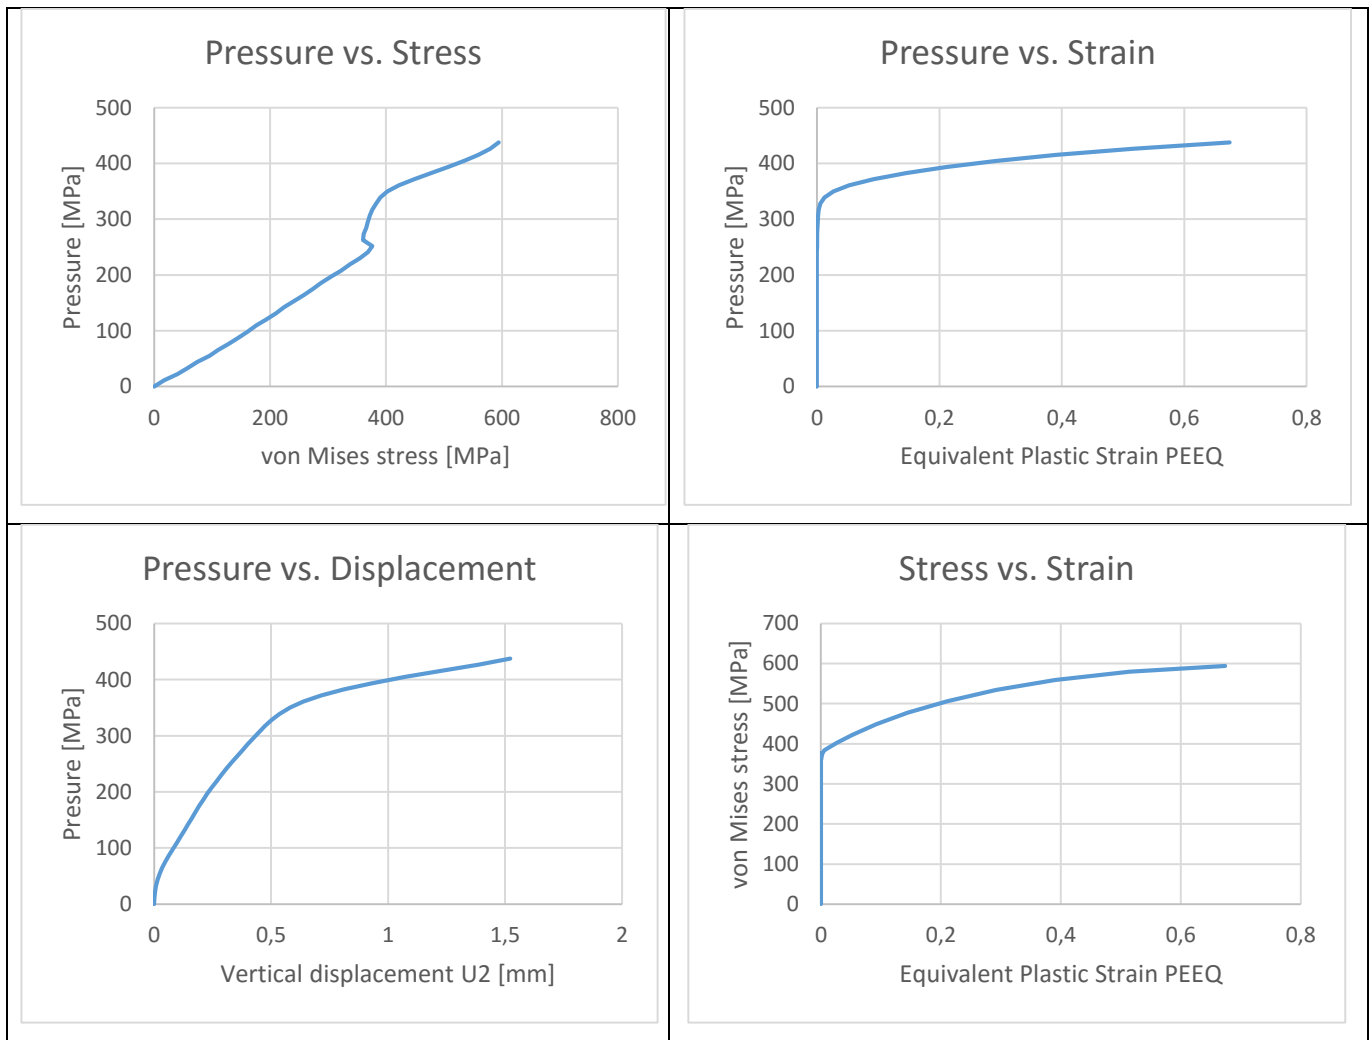 Pressure vs. Stress
Pressure [MPa]
500
400
300
200
100
0
0 200 400 600 800
von Mises stress [MPa]
Pressure vs. Strain
Pressure [MPa]
500
400
300
200
100
0
0 0,2 0,4 0,6 0,8
Equivalent Plastic Strain PEEQ
Pressure vs. Displacement
Presure [MPa]
500
400
300
200
100
0
0 0,5 1 1,5 2
Vertical displacement U2 [mm]
Stress vs. Strain
von Mises stress [MPa]
700
600
500
400
300
200
100
0
0 0,2 0,4 0,6 0,8
Equivalent Plastic Strain PEEQ